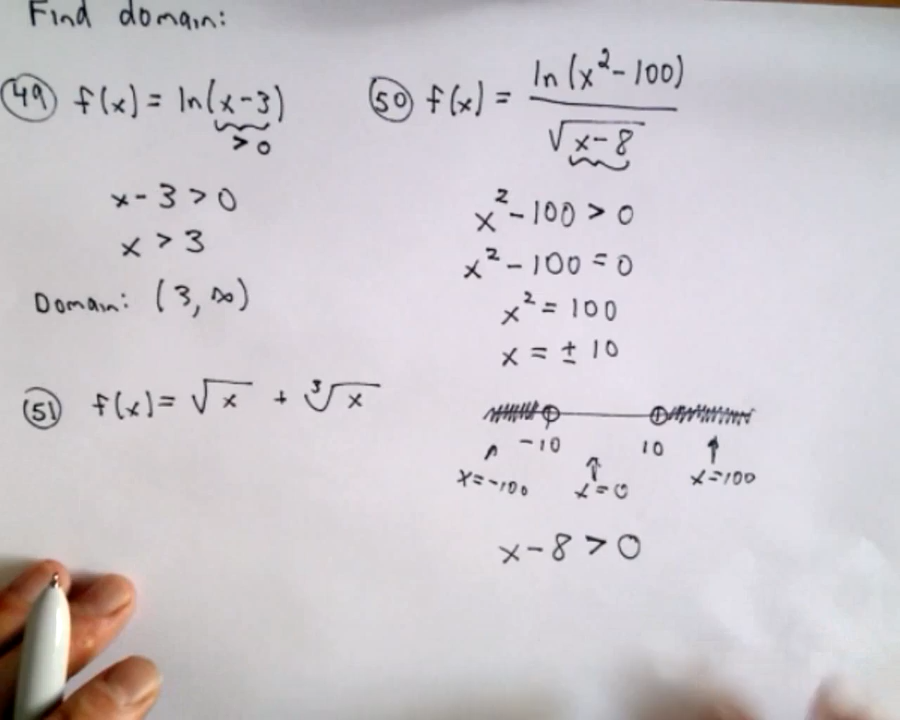 Find domain:
(49) f(x) = ln(x-3)
> 0
x - 3 > 0
x > 3
Domain: (3, ∞)
(50) f(x) = ln(x²-100) / √(x-8)
x² - 100 > 0
x² - 100 = 0
x² = 100
x = ± 10
-10 10
x=-100 x=0 x=100
x - 8 > 0
(51) f(x) = √x + ∛x